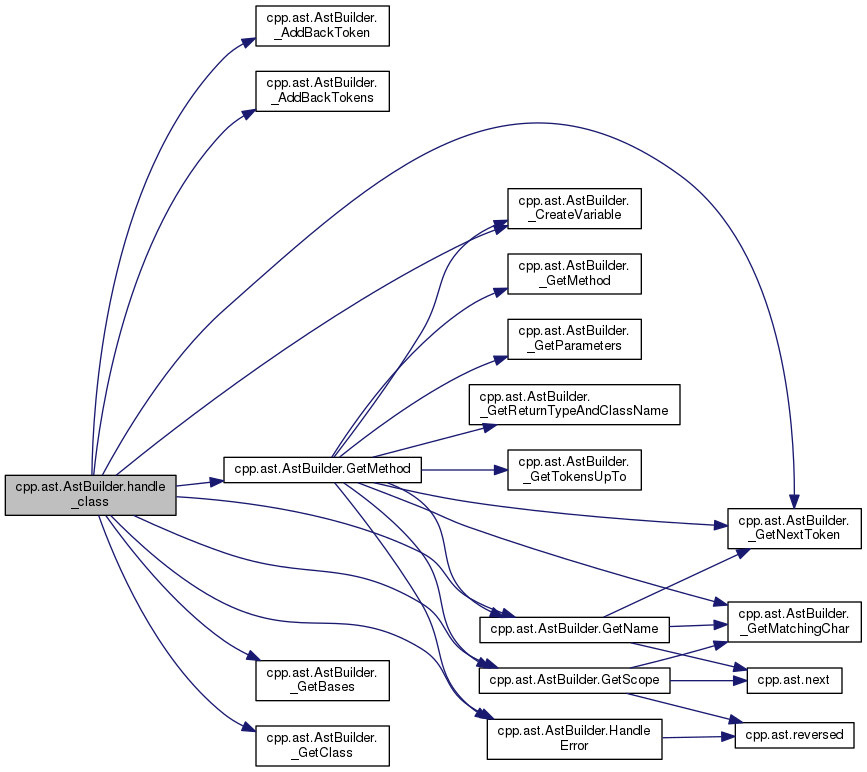 cpp.ast.AstBuilder.
_AddBackToken
cpp.ast.AstBuilder.
_AddBackTokens
cpp.ast.AstBuilder.
_CreateVariable
cpp.ast.AstBuilder.
_GetMethod
cpp.ast.AstBuilder.
_GetParameters
cpp.ast.AstBuilder.
_GetReturnTypeAndClassName
cpp.ast.AstBuilder.GetMethod
cpp.ast.AstBuilder.
_GetTokensUpTo
cpp.ast.AstBuilder.handle
_class
cpp.ast.AstBuilder.
_GetNextToken
cpp.ast.AstBuilder.GetName
cpp.ast.AstBuilder.
_GetMatchingChar
cpp.ast.AstBuilder.
_GetBases
cpp.ast.AstBuilder.GetScope
cpp.ast.next
cpp.ast.AstBuilder.
_GetClass
cpp.ast.AstBuilder.Handle
Error
cpp.ast.reversed